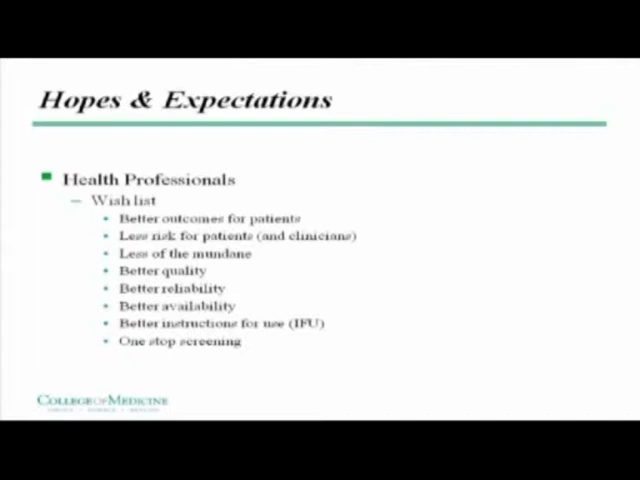 Hopes & Expectations
Health Professionals
– Wish list
• Better outcomes for patients
• Less risk for patients (and clinicians)
• Less of the mundane
• Better quality
• Better reliability
• Better availability
• Better instructions for use (IFU)
• One stop screening
COLLEGE OF MEDICINE